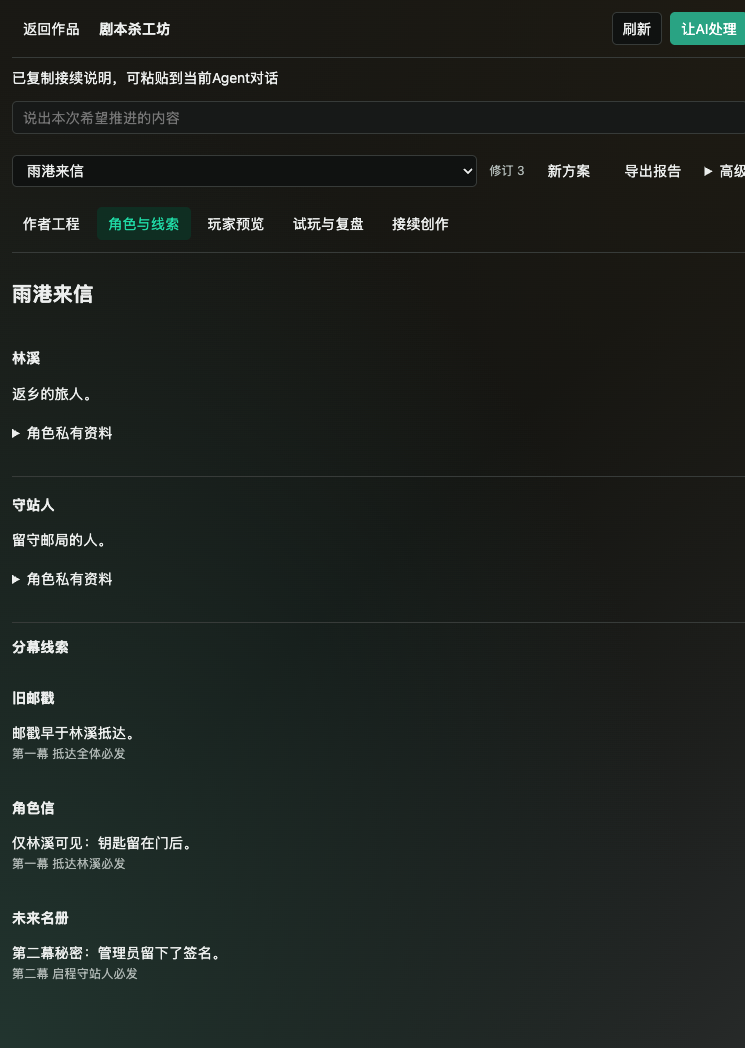 返回作品 剧本杀工坊 刷新 让AI处理
已复制接续说明，可粘贴到当前Agent对话
说出本次希望推进的内容
雨港来信 修订 3 新方案 导出报告 ▶ 高级
作者工程 角色与线索 玩家预览 试玩与复盘 接续创作
雨港来信
林溪
返乡的旅人。
▶ 角色私有资料
守站人
留守邮局的人。
▶ 角色私有资料
分幕线索
旧邮戳
邮戳早于林溪抵达。
第一幕 抵达全体必发
角色信
仅林溪可见：钥匙留在门后。
第一幕 抵达林溪必发
未来名册
第二幕秘密：管理员留下了签名。
第二幕 启程守站人必发